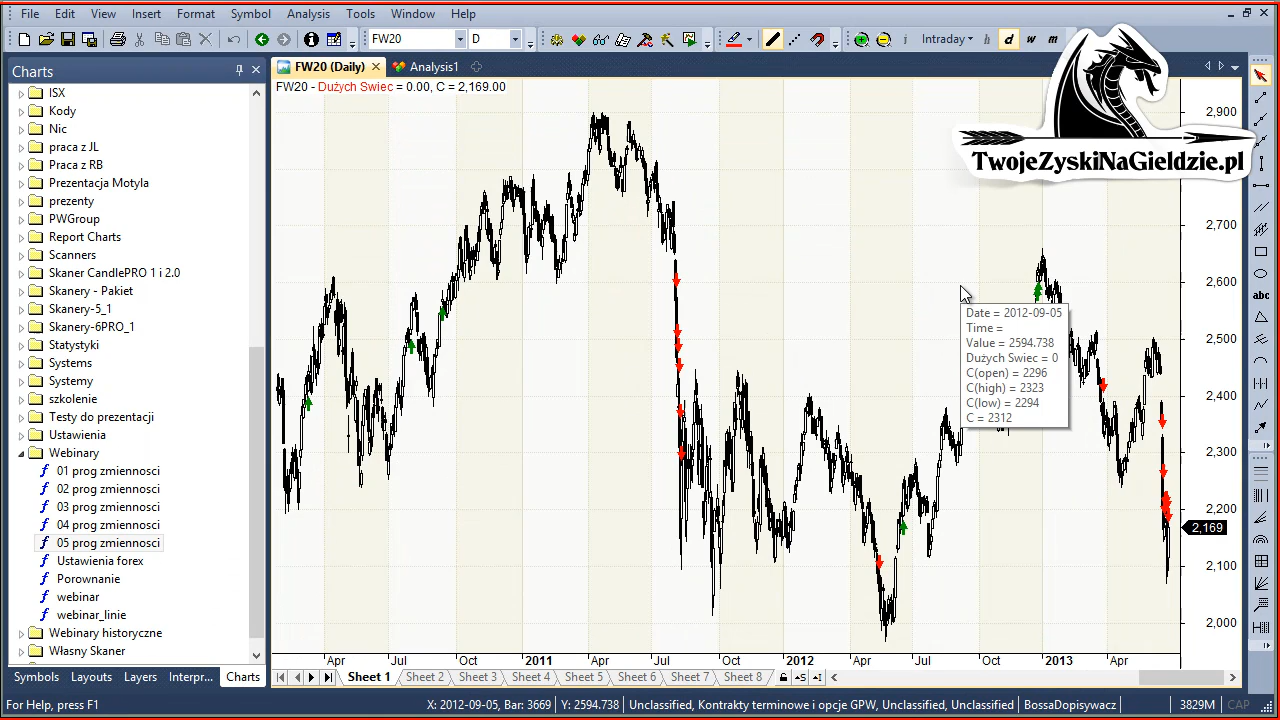 File Edit View Insert Format Symbol Analysis Tools Window Help
FW20 D Intraday h d w m
Charts
FW20 (Daily) Analysis1
FW20 - Dużych Swiec = 0.00, C = 2,169.00
TwojeZyskiNaGieldzie.pl
ISX
Kody
Nic
praca z JL
Praca z RB
Prezentacja Motyla
prezenty
PWGroup
Report Charts
Scanners
Skaner CandlePRO 1 i 2.0
Skanery - Pakiet
Skanery-5_1
Skanery-6PRO_1
Statystyki
Systems
Systemy
szkolenie
Testy do prezentacji
Ustawienia
Webinary
01 prog zmiennosci
02 prog zmiennosci
03 prog zmiennosci
04 prog zmiennosci
05 prog zmiennosci
Ustawienia forex
Porownanie
webinar
webinar_linie
Webinary historyczne
Własny Skaner
Date = 2012-09-05
Time =
Value = 2594.738
Dużych Swiec = 0
C(open) = 2296
C(high) = 2323
C(low) = 2294
C = 2312
2,900
2,700
2,600
2,500
2,400
2,300
2,200
2,169
2,100
2,000
abc
Apr Jul Oct 2011 Apr Jul Oct 2012 Apr Jul Oct 2013 Apr
Symbols Layouts Layers Interpr... Charts
Sheet 1 Sheet 2 Sheet 3 Sheet 4 Sheet 5 Sheet 6 Sheet 7 Sheet 8
For Help, press F1
X: 2012-09-05, Bar: 3669 Y: 2594.738 Unclassified, Kontrakty terminowe i opcje GPW, Unclassified, Unclassified BossaDopisywacz 3829M CAP